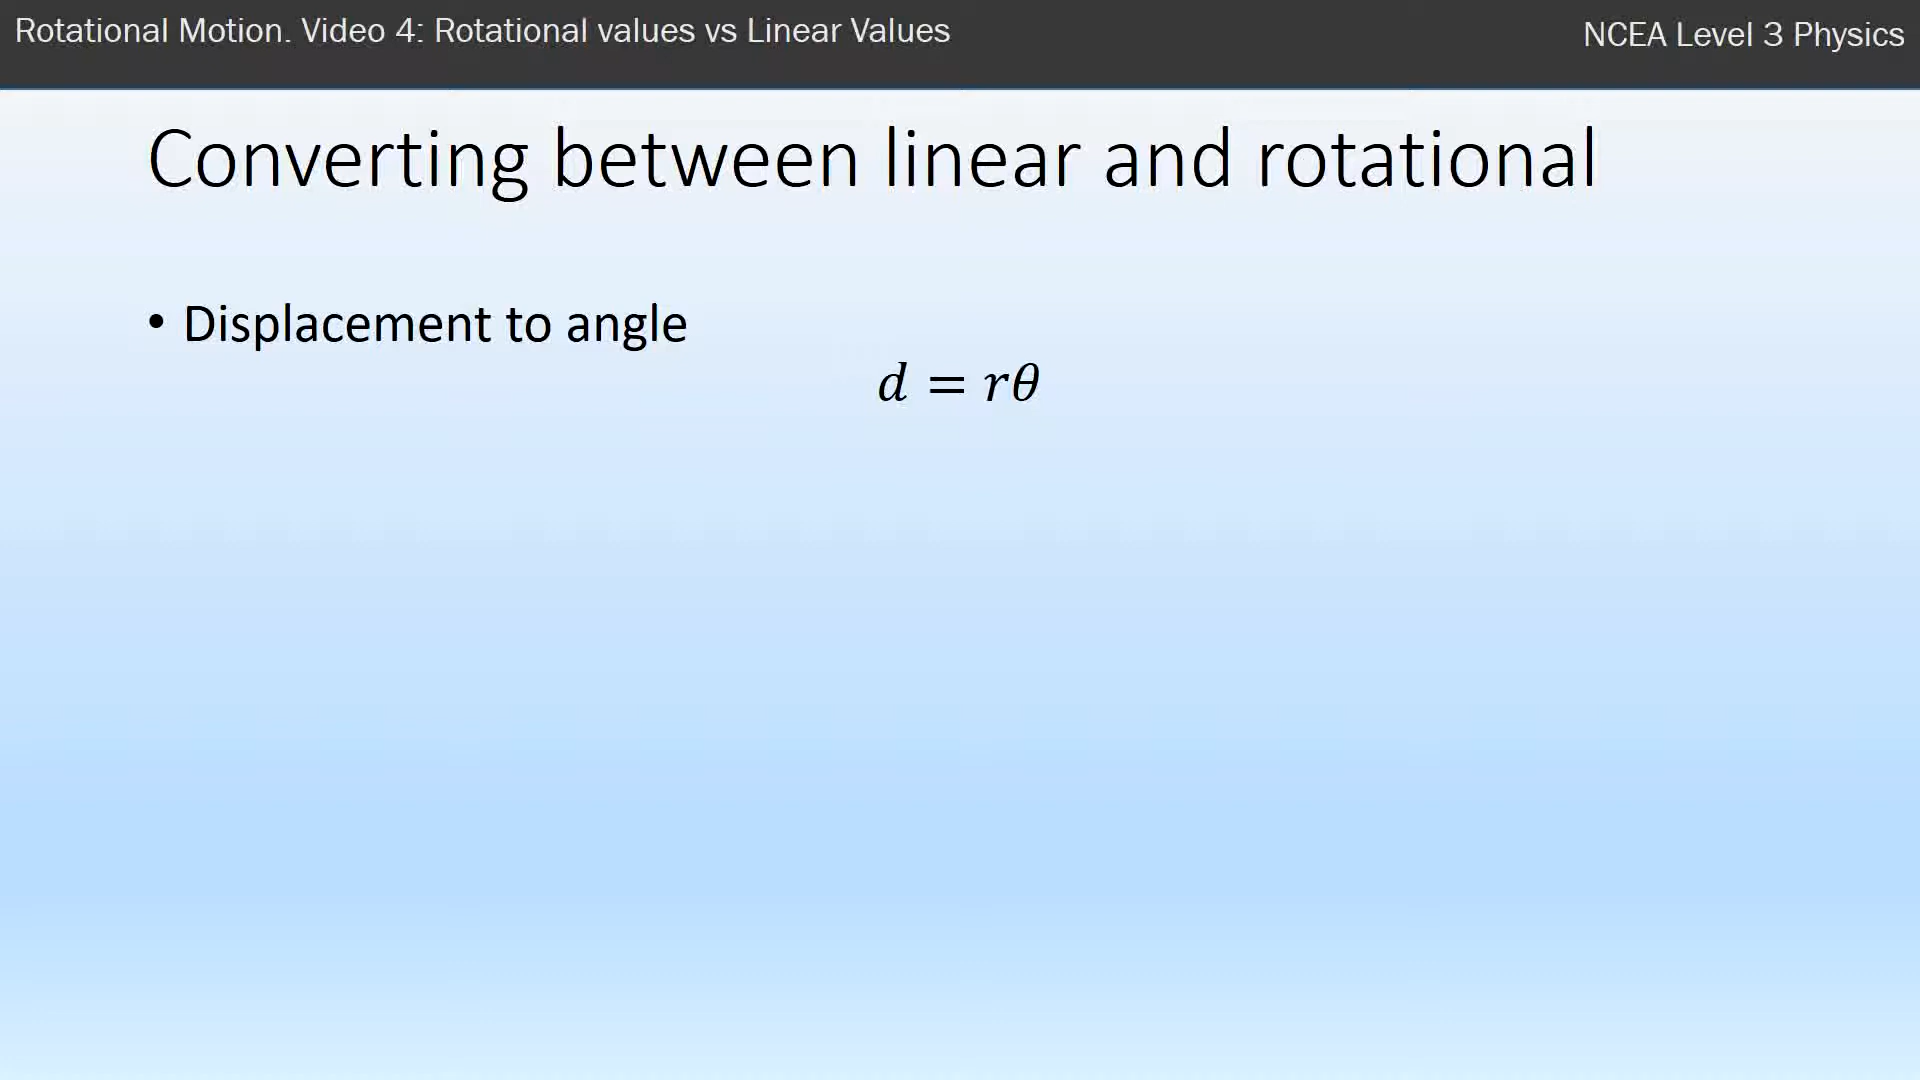 Rotational Motion. Video 4: Rotational values vs Linear Values
NCEA Level 3 Physics
Converting between linear and rotational
• Displacement to angle
d = rθ